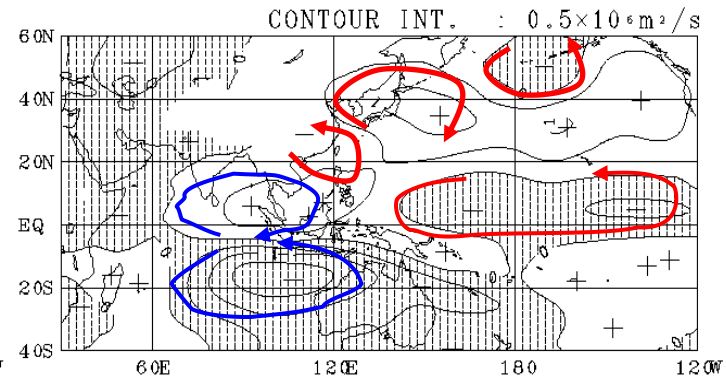 CONTOUR INT. : 0.5×10⁶m²/s
60N
40N
20N
EQ
20S
40S
60E 120E 180 120W